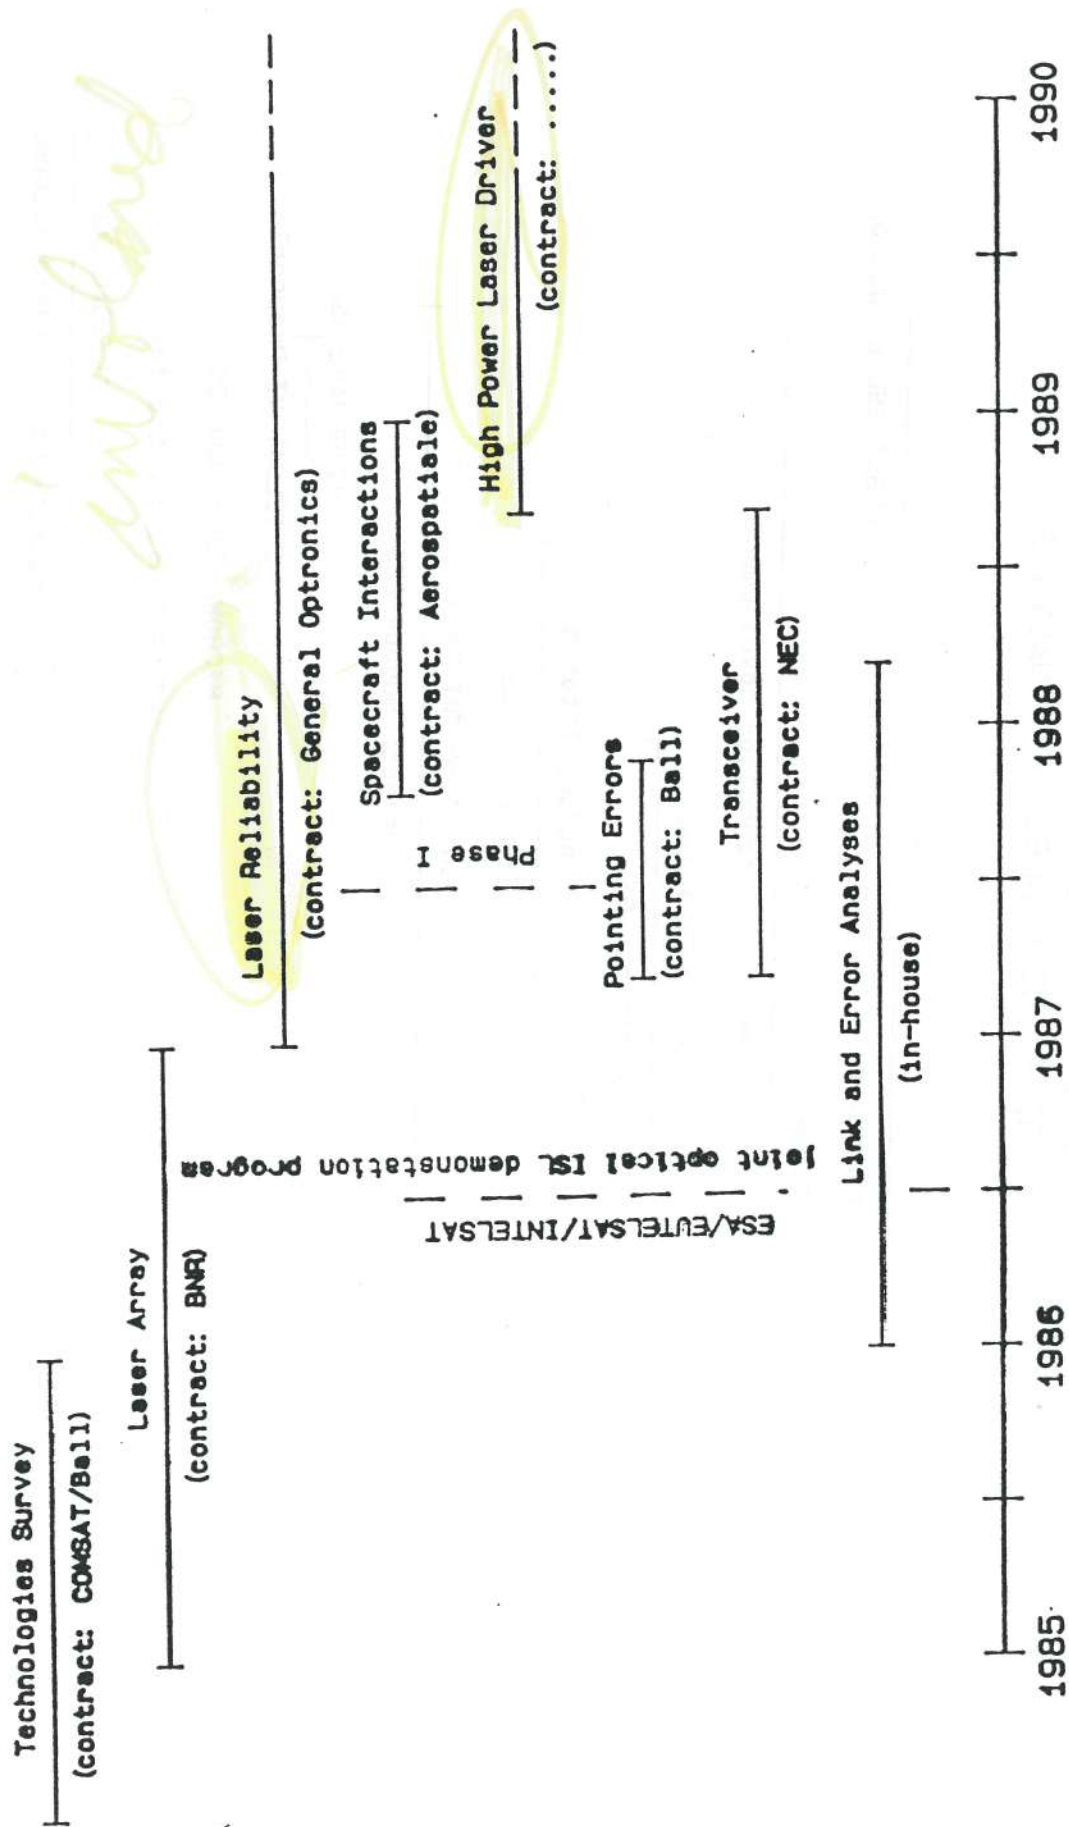 Technologies Survey
(contract: COMSAT/Ball)
Laser Array
(contract: BNR)
Laser Reliability
(contract: General Optronics)
Spacecraft Interactions
(contract: Aerospatiale)
High Power Laser Driver
(contract: .....)
Phase I
Pointing Errors
(contract: Ball)
Transceiver
(contract: NEC)
ESA/EUTELSAT/INTELSAT
joint optical ISL demonstation program
Link and Error Analyses
(in-house)
1985 1986 1987 1988 1989 1990